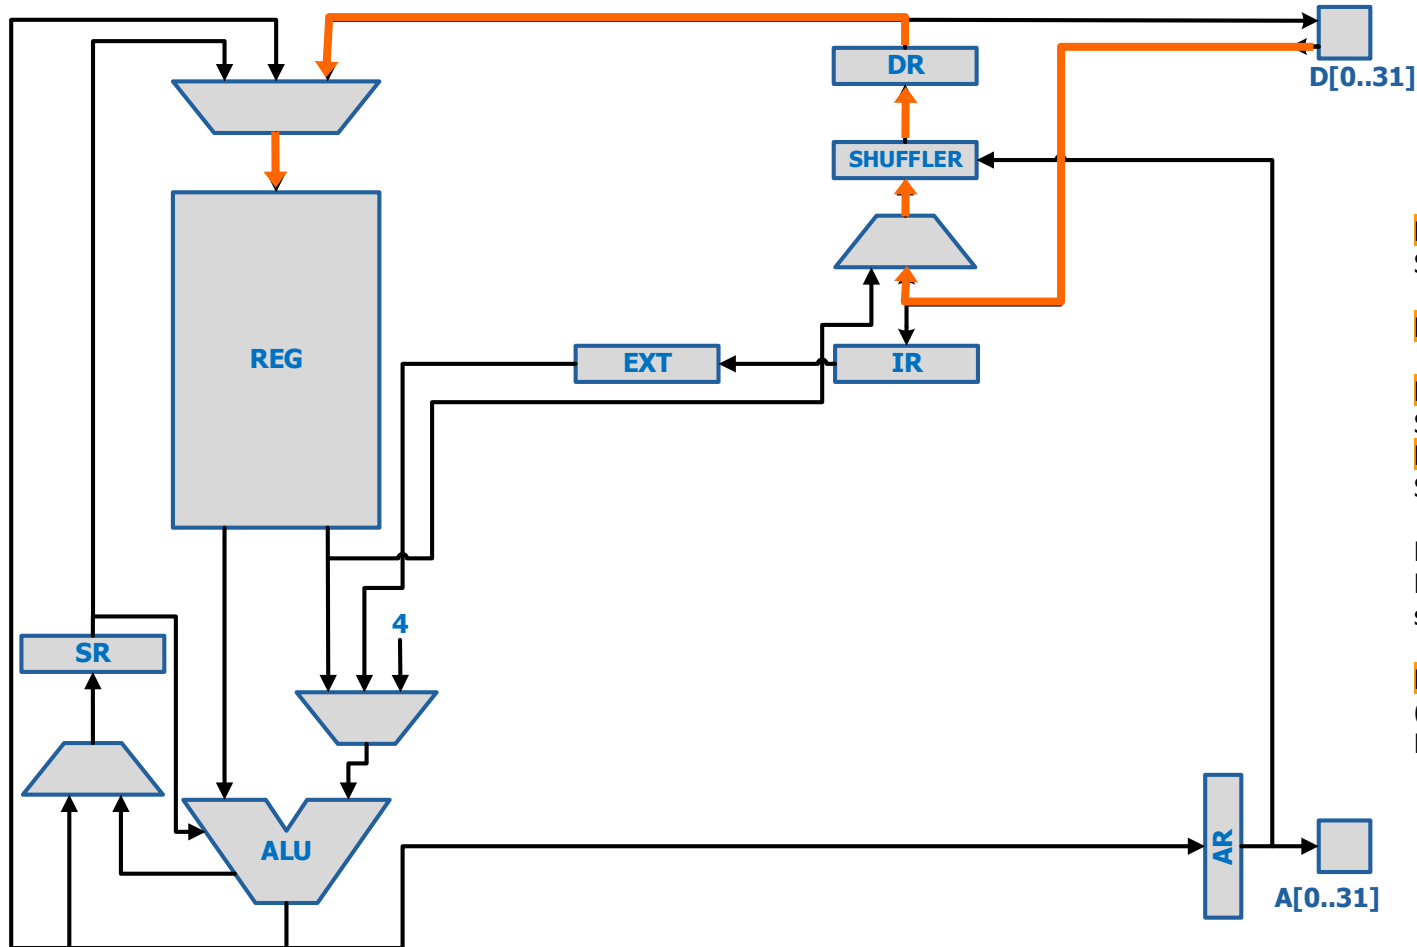 DR
D[0..31]
SHUFFLER
REG
EXT
IR
4
SR
ALU
AR
A[0..31]